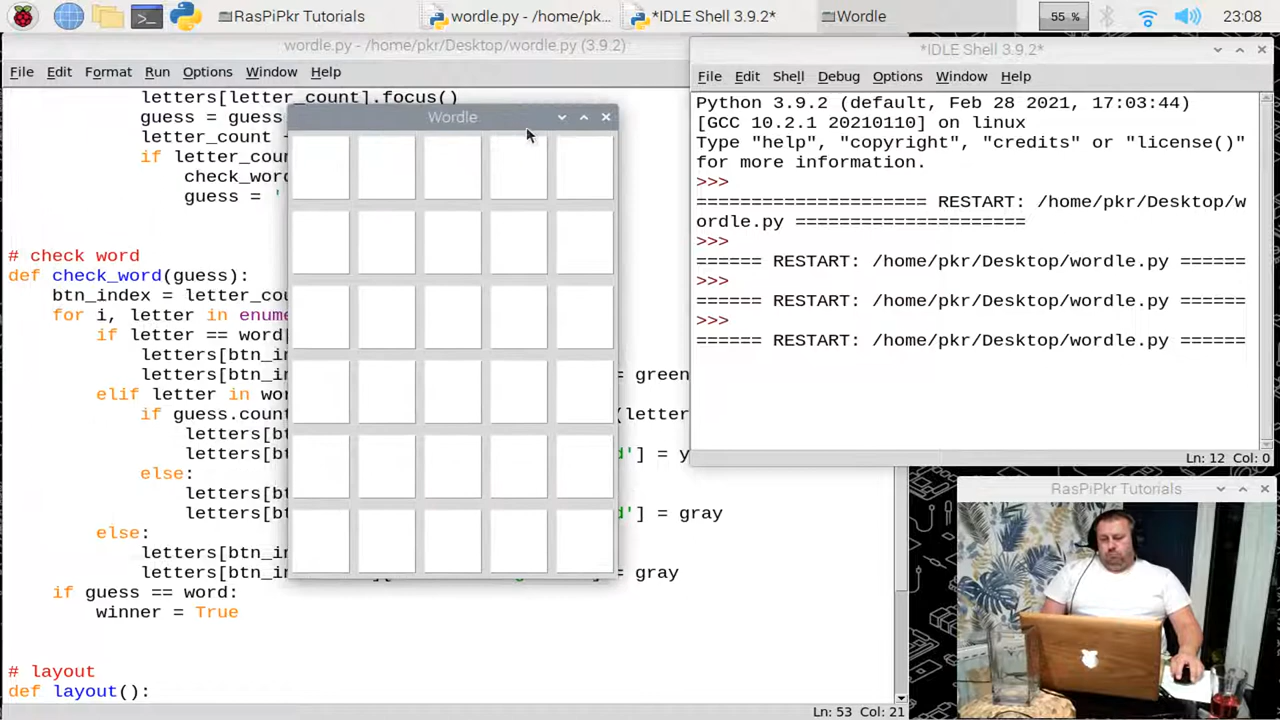 RasPiPkr Tutorials
wordle.py - /home/pk...
*IDLE Shell 3.9.2*
Wordle
55 %
23:08
wordle.py - /home/pkr/Desktop/wordle.py (3.9.2)
File Edit Format Run Options Window Help
letters[letter_count].focus()
guess = guess
letter_count
if letter_cou
check_word
guess = '
# check word
def check_word(guess):
btn_index = letter_cou
for i, letter in enume
if letter == word[
letters[btn_in
letters[btn_in = green
elif letter in wo
if guess.count (letter
letters[bt
letters[bt d'] = y
else:
letters[b
letters[b d'] = gray
else:
letters[btn_in
letters[btn_in = gray
if guess == word:
winner = True
# layout
def layout():
Ln: 53 Col: 21
Wordle
*IDLE Shell 3.9.2*
File Edit Shell Debug Options Window Help
Python 3.9.2 (default, Feb 28 2021, 17:03:44)
[GCC 10.2.1 20210110] on linux
Type "help", "copyright", "credits" or "license()"
for more information.
>>>
===================== RESTART: /home/pkr/Desktop/w
ordle.py =====================
>>>
====== RESTART: /home/pkr/Desktop/wordle.py ======
>>>
====== RESTART: /home/pkr/Desktop/wordle.py ======
>>>
====== RESTART: /home/pkr/Desktop/wordle.py ======
Ln: 12 Col: 0
RasPiPkr Tutorials